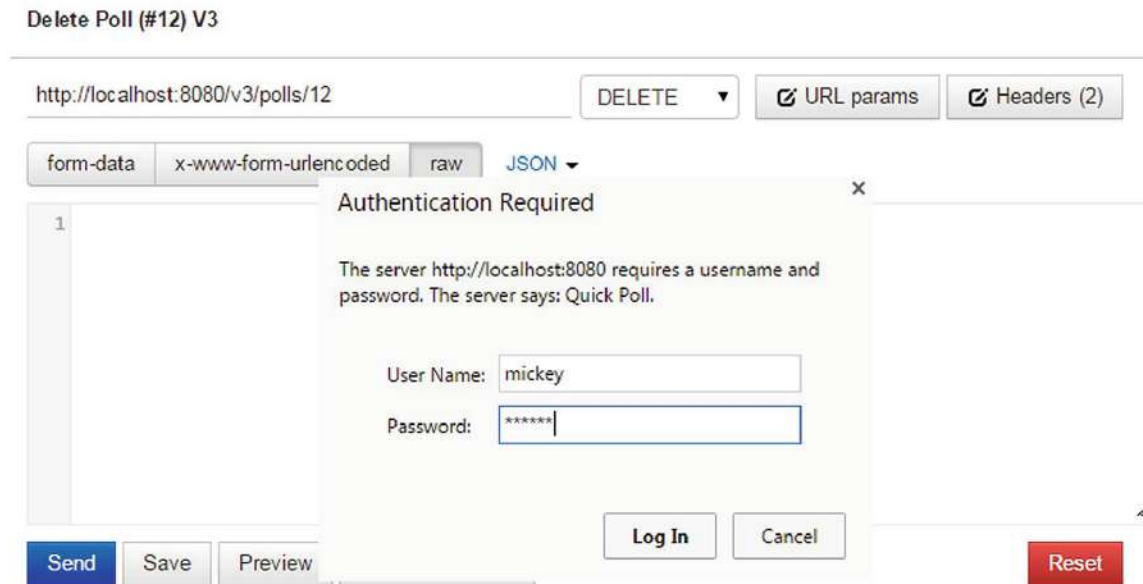 Delete Poll (#12) V3
http://localhost:8080/v3/polls/12
DELETE
URL params
Headers (2)
form-data
x-www-form-urlencoded
raw
JSON
1
Authentication Required
The server http://localhost:8080 requires a username and
password. The server says: Quick Poll.
User Name: mickey
Password: ******
Log In
Cancel
Send
Save
Preview
Reset